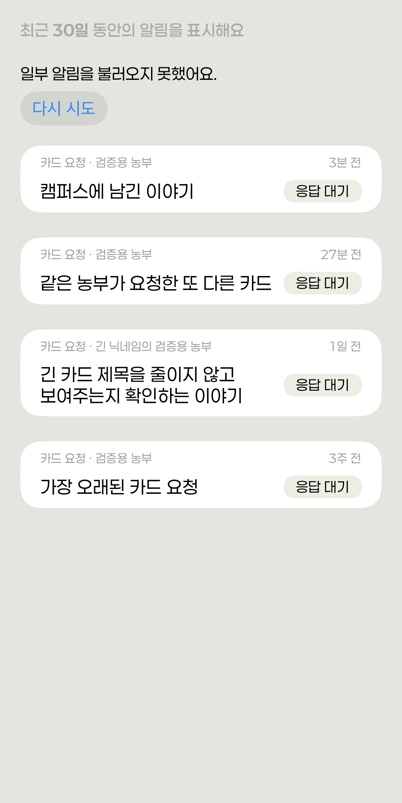 최근 30일 동안의 알림을 표시해요
일부 알림을 불러오지 못했어요.
다시 시도
카드 요청 · 검증용 농부
3분 전
캠퍼스에 남긴 이야기
응답 대기
카드 요청 · 검증용 농부
27분 전
같은 농부가 요청한 또 다른 카드
응답 대기
카드 요청 · 긴 닉네임의 검증용 농부
1일 전
긴 카드 제목을 줄이지 않고
보여주는지 확인하는 이야기
응답 대기
카드 요청 · 검증용 농부
3주 전
가장 오래된 카드 요청
응답 대기